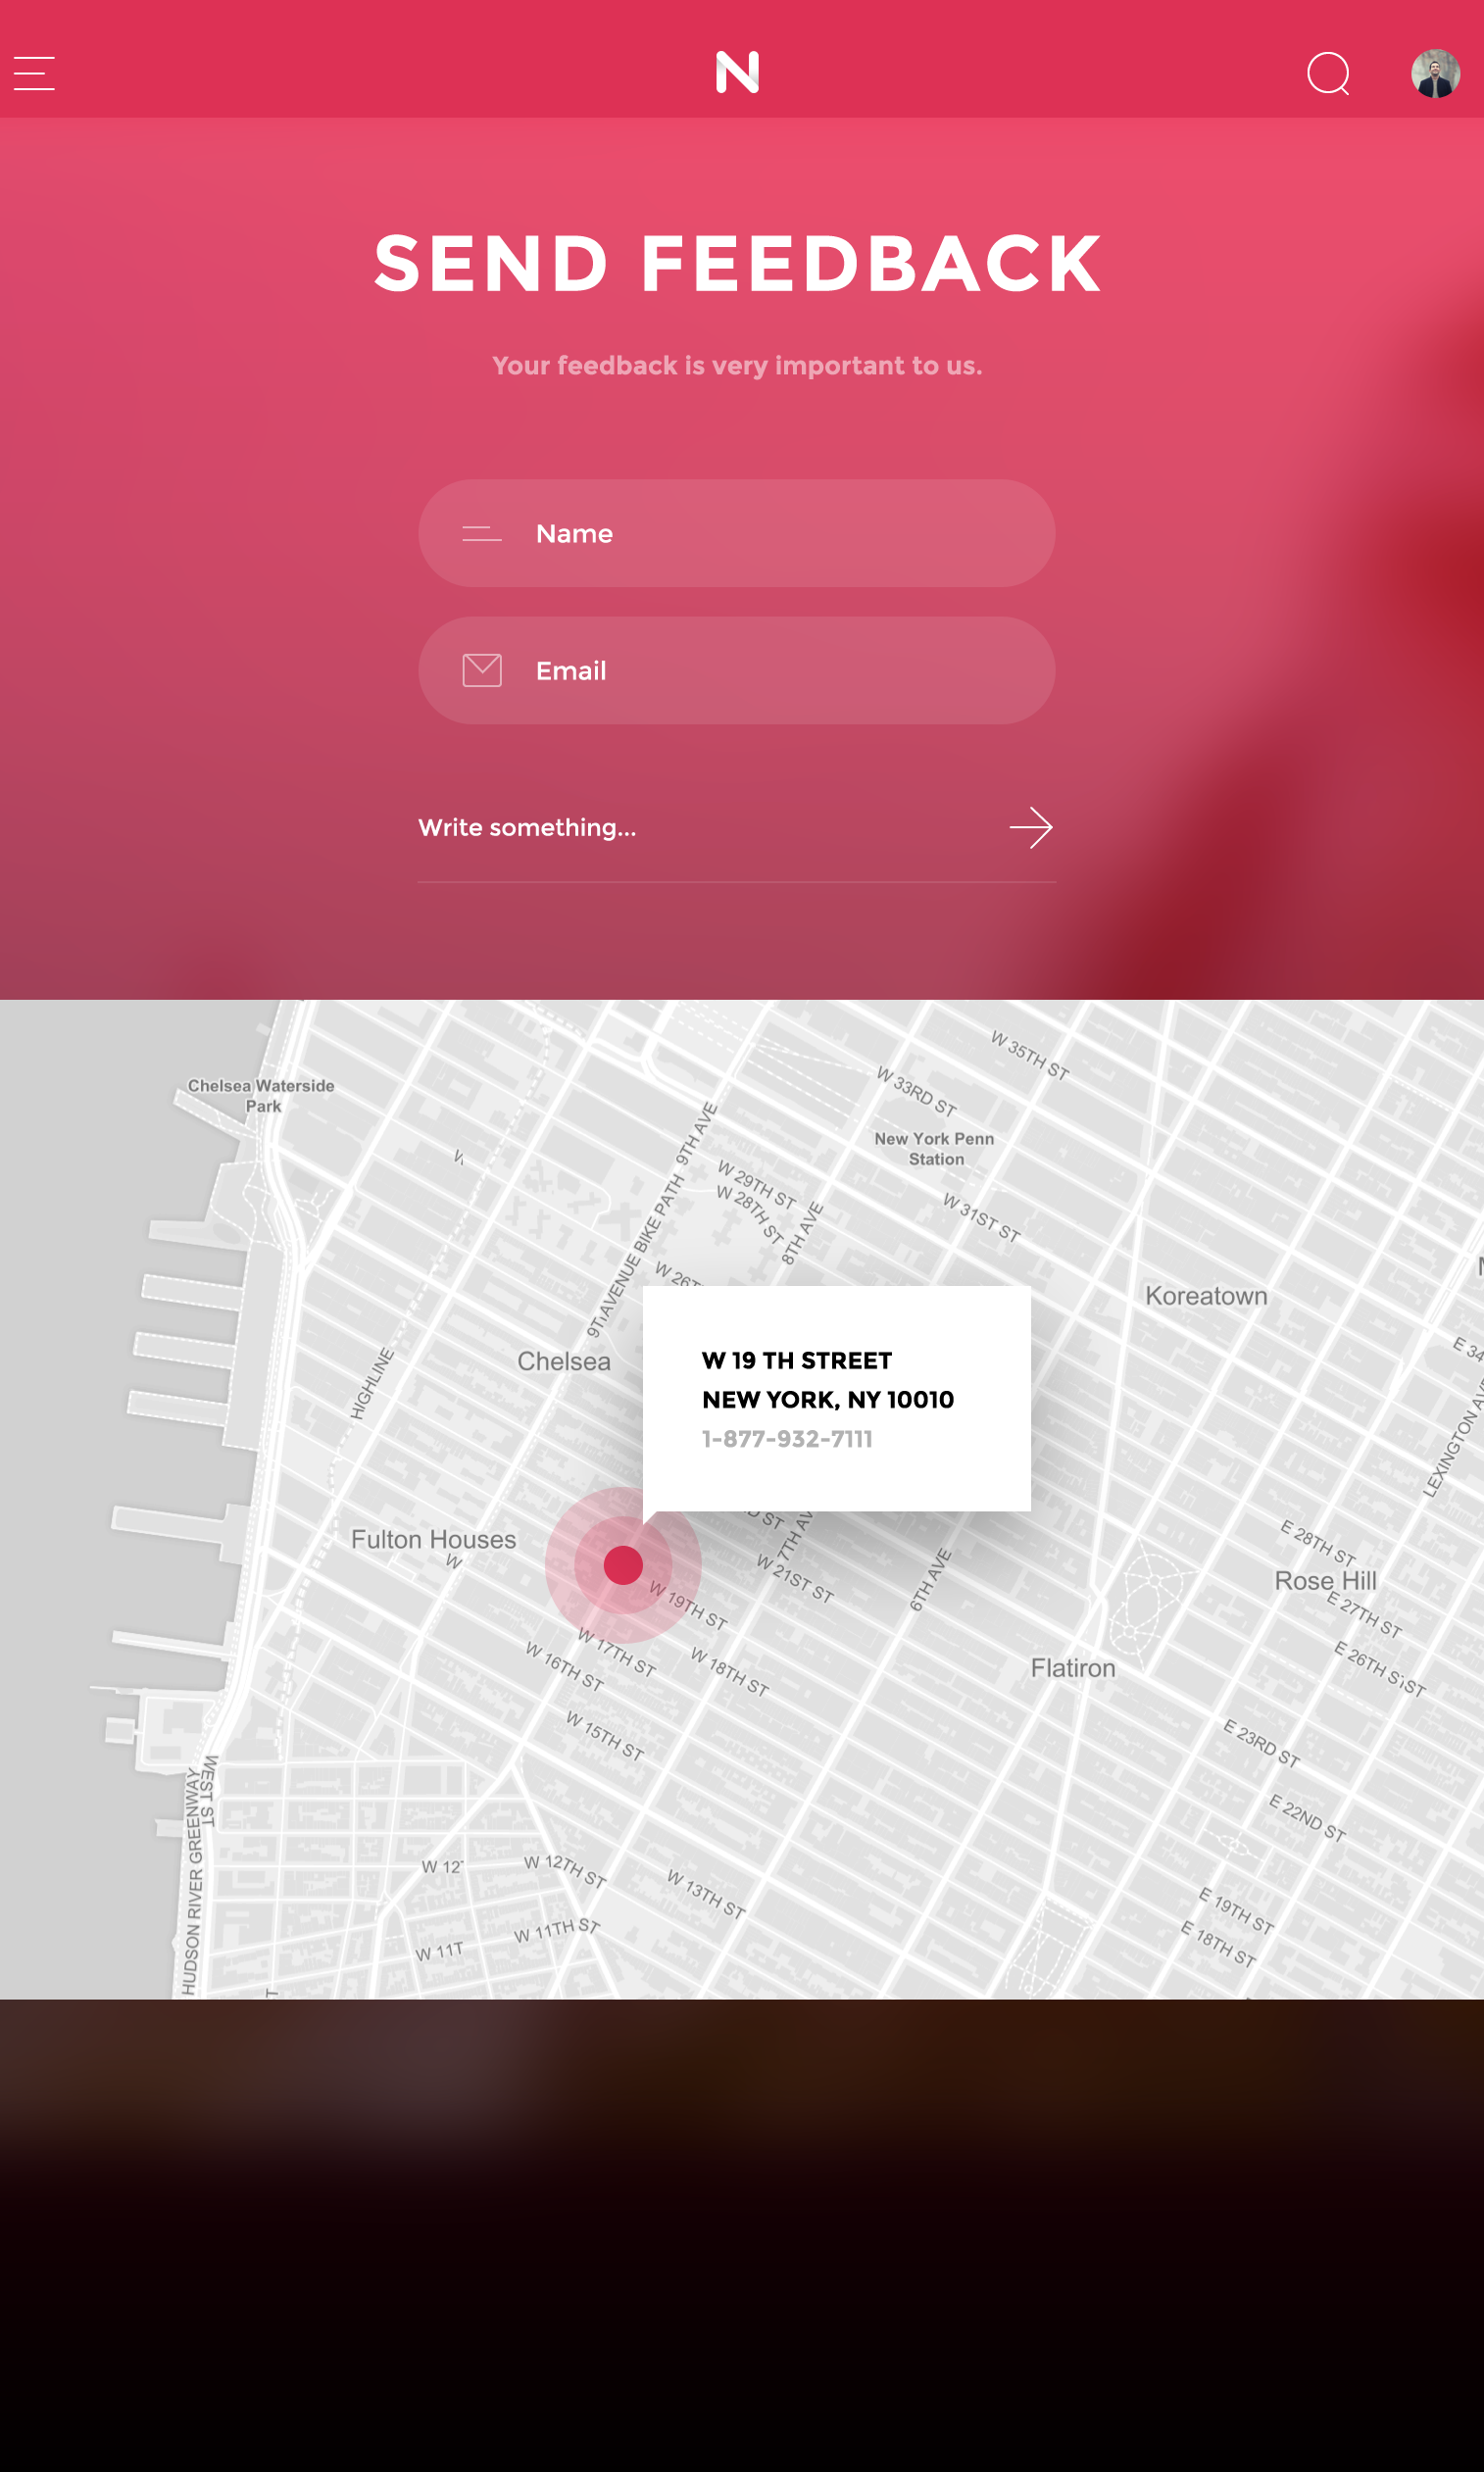 N
SEND FEEDBACK
Your feedback is very important to us.
Name
Email
Write something...
W 35TH ST
W 33RD ST
Chelsea Waterside
Park
9TH AVE
New York Penn
Station
W
W 29TH ST
W 28TH ST
W 31ST ST
8TH AVE
AVENUE BIKE PATH
Koreatown
E 34
HIGHLINE
Chelsea
W 19 TH STREET
NEW YORK, NY 10010
1-877-932-7111
LEXINGTON
7TH
Fulton Houses
W
W 21ST ST
6TH AVE
E 28TH ST
Rose Hill
W 19TH ST
E 27TH ST
W 17TH ST
W 16TH ST
W 18TH ST
Flatiron
E 26TH ST
W 15TH ST
E 23RD ST
WEST ST
HUDSON RIVER GREENWAY
E 22ND ST
W 12
W 12TH ST
W 13TH ST
E 19TH ST
W 11T
W 11TH ST
E 18TH ST